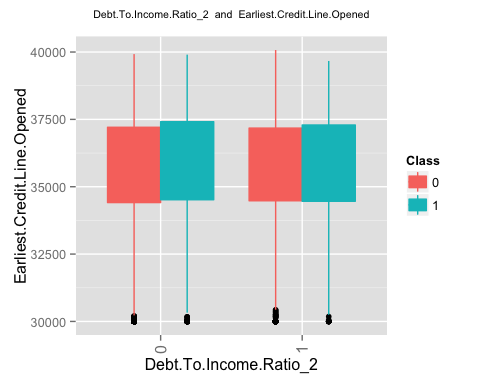 Debt.To.Income.Ratio_2 and Earliest.Credit.Line.Opened
40000
37500
35000
32500
30000
Earliest.Credit.Line.Opened
0
1
Debt.To.Income.Ratio_2
Class
0
1